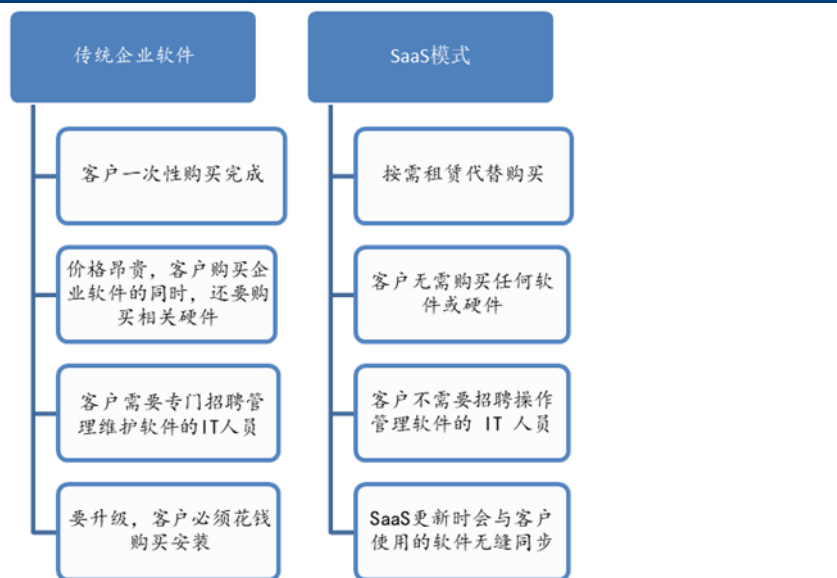 传统企业软件
客户一次性购买完成
价格昂贵，客户购买企
业软件的同时，还要购
买相关硬件
客户需要专门招聘管
理维护软件的IT人员
要升级，客户必须花钱
购买安装
SaaS模式
按需租赁代替购买
客户无需购买任何软
件或硬件
客户不需要招聘操作
管理软件的 IT 人员
SaaS更新时会与客户
使用的软件无缝同步